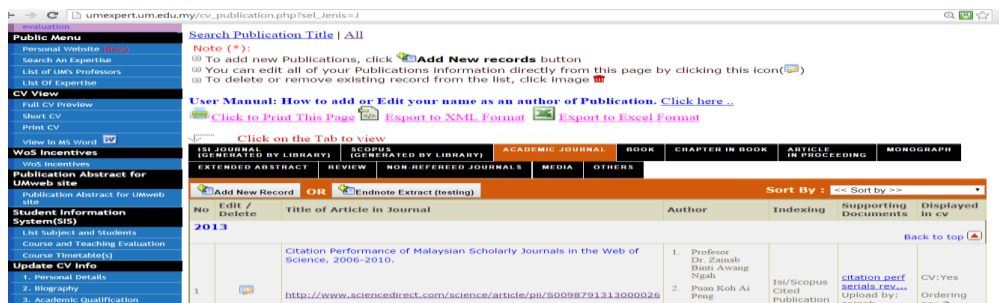 umexpert.um.edu.my/cv_publication.php?sel_Jenis=J
evaluation
Public Menu
Personal Website (New)
Search An Expertise
List of UM's Professors
List Of Expertise
CV View
Full CV Preview
Short CV
Print CV
View in MS Word
WoS Incentives
WoS Incentives
Publication Abstract for
UMweb site
Publication Abstract for UMweb
site
Student Information
System(SIS)
List Subject and Students
Course and Teaching Evaluation
Course Timetable(s)
Update CV Info
1. Personal Details
2. Biography
3. Academic Qualification
Search Publication Title | All
Note (*):
To add new Publications, click Add New records button
You can edit all of your Publications information directly from this page by clicking this icon( )
To delete or remove existing record from the list, click image
User Manual: How to add or Edit your name as an author of Publication. Click here ..
Click to Print This Page Export to XML Format Export to Excel Format
Click on the Tab to view
ISI JOURNAL (GENERATED BY LIBRARY) SCOPUS (GENERATED BY LIBRARY) ACADEMIC JOURNAL BOOK CHAPTER IN BOOK ARTICLE IN PROCEEDING MONOGRAPH
EXTENDED ABSTRACT REVIEW NON-REFEREED JOURNALS MEDIA OTHERS
Add New Record OR Endnote Extract (testing) Sort By : << Sort by >>
No Edit / Delete Title of Article in Journal Author Indexing Supporting Documents Displayed in cv
2013
Back to top
Citation Performance of Malaysian Scholarly Journals in the Web of
Science, 2006-2010.
http://www.sciencedirect.com/science/article/pii/S0098791313000026
1
1. Profesor
Dr. Zainab
Binti Awang
Ngah
2. Puan Koh Ai
Peng
Isi/Scopus
Cited
Publication
citation perf
serials rev...
Upload by:
CV:Yes
Ordering